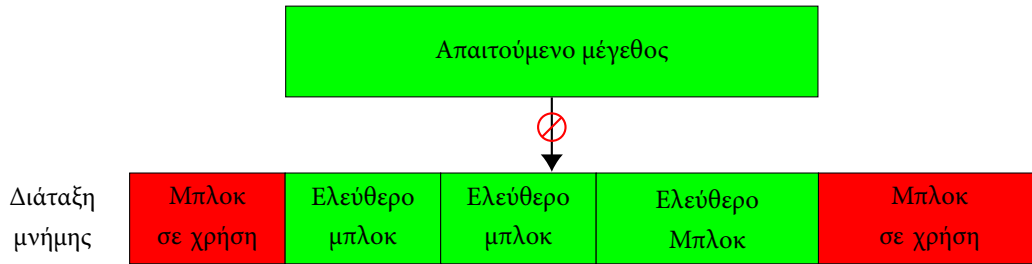 Απαιτούμενο μέγεθος
Διάταξη
μνήμης
Μπλοκ
σε χρήση
Ελεύθερο
μπλοκ
Ελεύθερο
μπλοκ
Ελεύθερο
Μπλοκ
Μπλοκ
σε χρήση